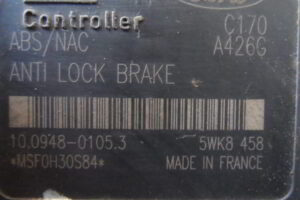 Controller C170
ABS/NAC A426G
ANTI LOCK BRAKE
10.0948-0105.3 5WK8 458
*MSF0H30S84* MADE IN FRANCE